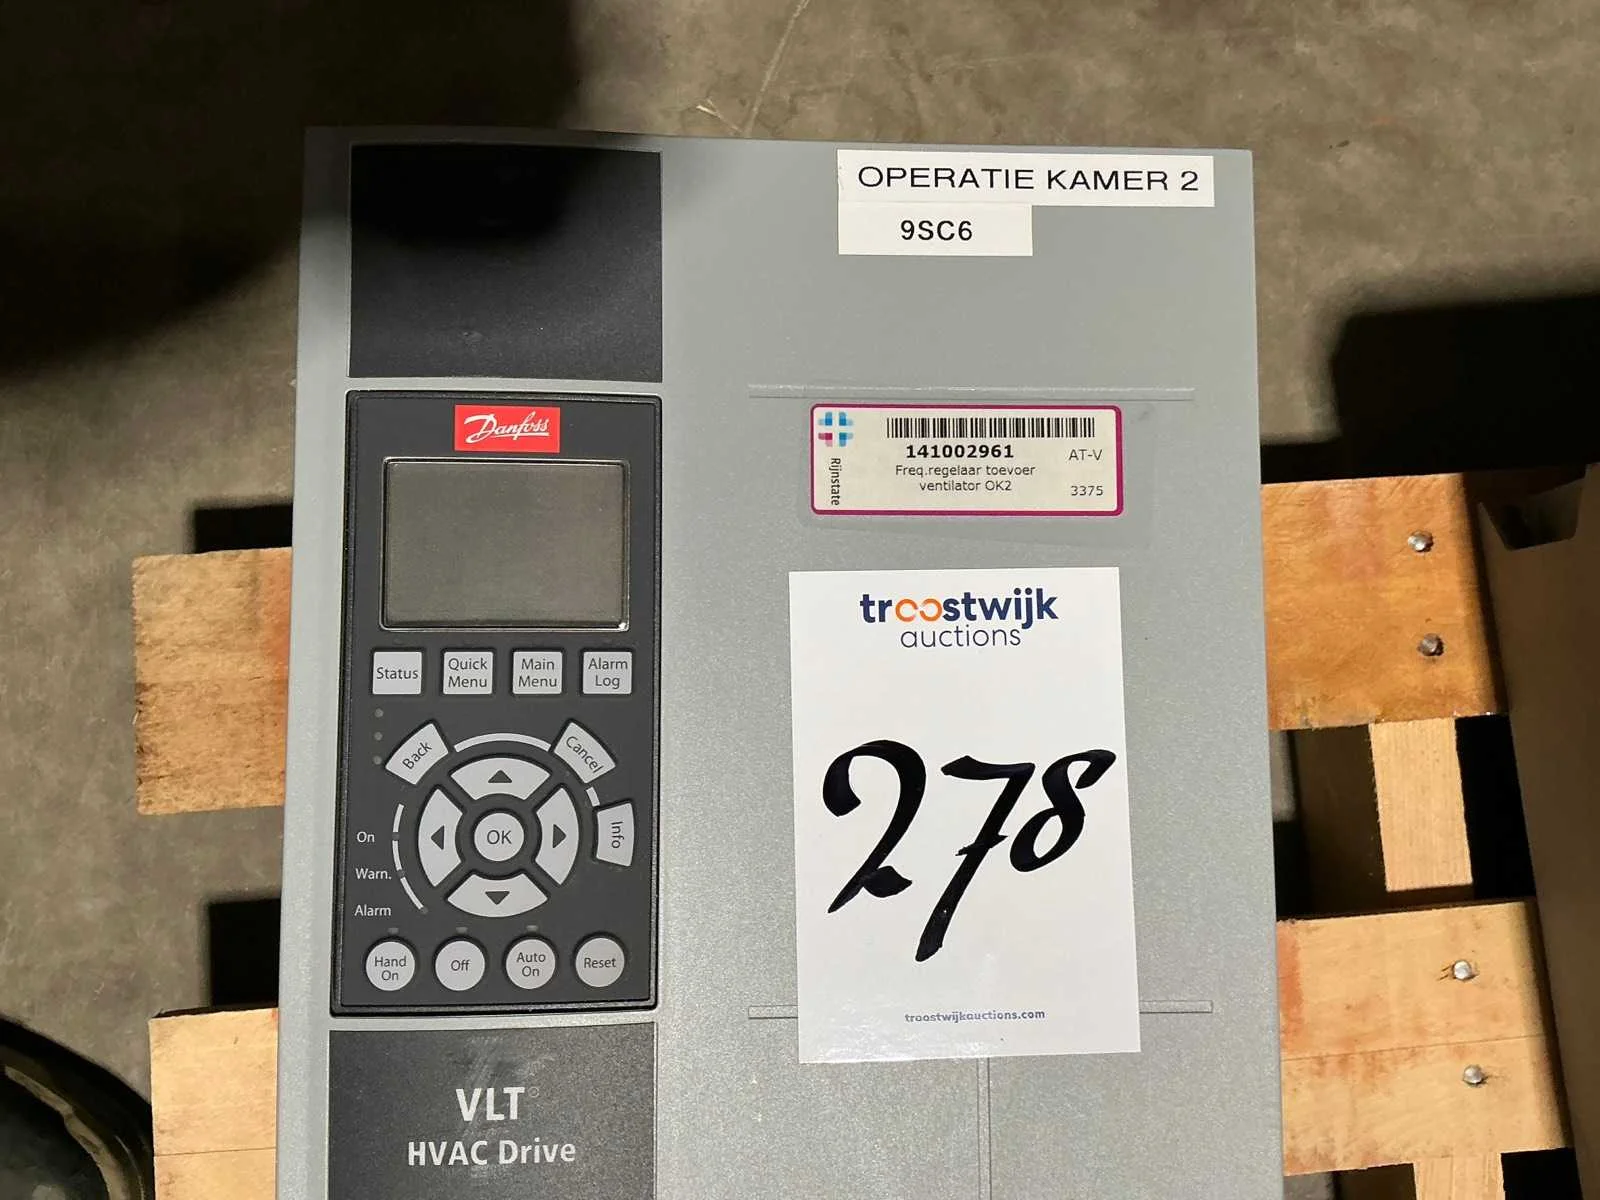 OPERATIE KAMER 2
9SC6
Danfoss
Rijnstate
141002961
AT-V
Freq.regelaar toevoer
ventilator OK2
3375
troostwijk
auctions
278
troostwijkauctions.com
Status
Quick
Menu
Main
Menu
Alarm
Log
Back
Cancel
Info
OK
On
Warn.
Alarm
Hand
On
Off
Auto
On
Reset
VLT®
HVAC Drive